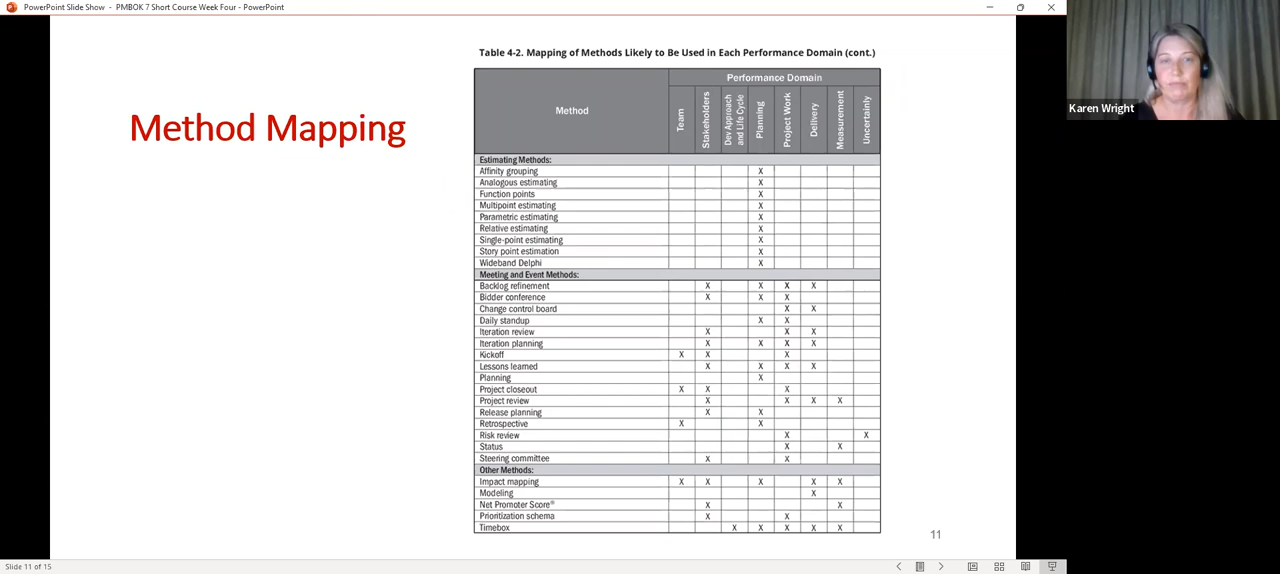 PowerPoint Slide Show - PMBOK 7 Short Course Week Four - PowerPoint
Karen Wright
Method Mapping
Table 4-2. Mapping of Methods Likely to Be Used in Each Performance Domain (cont.)
Method
Performance Domain
Team
Stakeholders
Dev Approach
and Life Cycle
Planning
Project Work
Delivery
Measurement
Uncertainly
Estimating Methods:
Affinity grouping X
Analogous estimating X
Function points X
Multipoint estimating X
Parametric estimating X
Relative estimating X
Single-point estimating X
Story point estimation X
Wideband Delphi X
Meeting and Event Methods:
Backlog refinement X X X X
Bidder conference X X X
Change control board X X
Daily standup X X
Iteration review X X X
Iteration planning X X X X
Kickoff X X X
Lessons learned X X X X
Planning X
Project closeout X X X
Project review X X X X
Release planning X X
Retrospective X X
Risk review X X
Status X X
Steering committee X X
Other Methods:
Impact mapping X X X X X
Modeling X
Net Promoter Score® X X
Prioritization schema X X
Timebox X X X X X
11
Slide 11 of 15